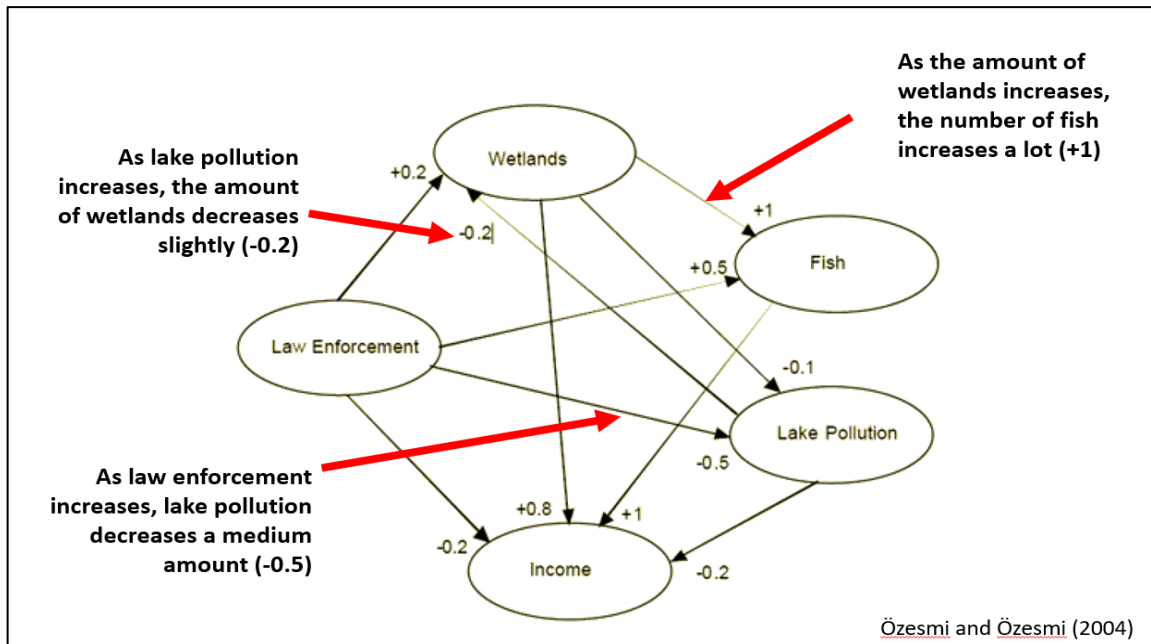 As the amount of
wetlands increases,
the number of fish
increases a lot (+1)
As lake pollution
increases, the amount
of wetlands decreases
slightly (-0.2)
Wetlands
+0.2
-0.2
+1
+0.5
Fish
Law Enforcement
-0.1
Lake Pollution
-0.5
As law enforcement
increases, lake pollution
decreases a medium
amount (-0.5)
+0.8
+1
-0.2
Income
-0.2
Özesmi and Özesmi (2004)